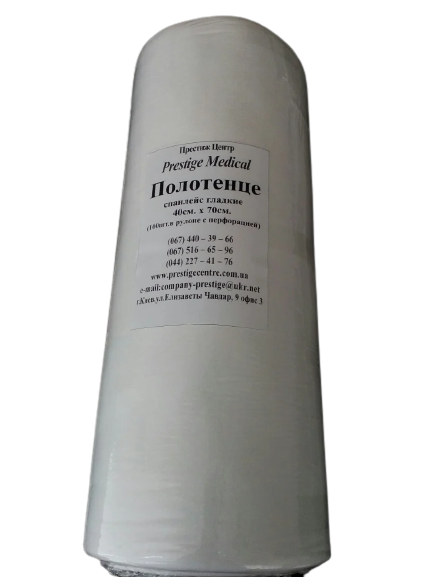 Престиж Центр
Prestige Medical
Полотенце
спанлейс гладкие
40см. х 70см.
(100шт.в рулоне с перфорацией)
(067) 440 – 39 – 66
(067) 516 – 65 – 96
(044) 227 – 41 – 76
www.prestigecentre.com.ua
e-mail:company-prestige@ukr.net
г.Киев,ул.Елизаветы Чавдар, 9 офис 3